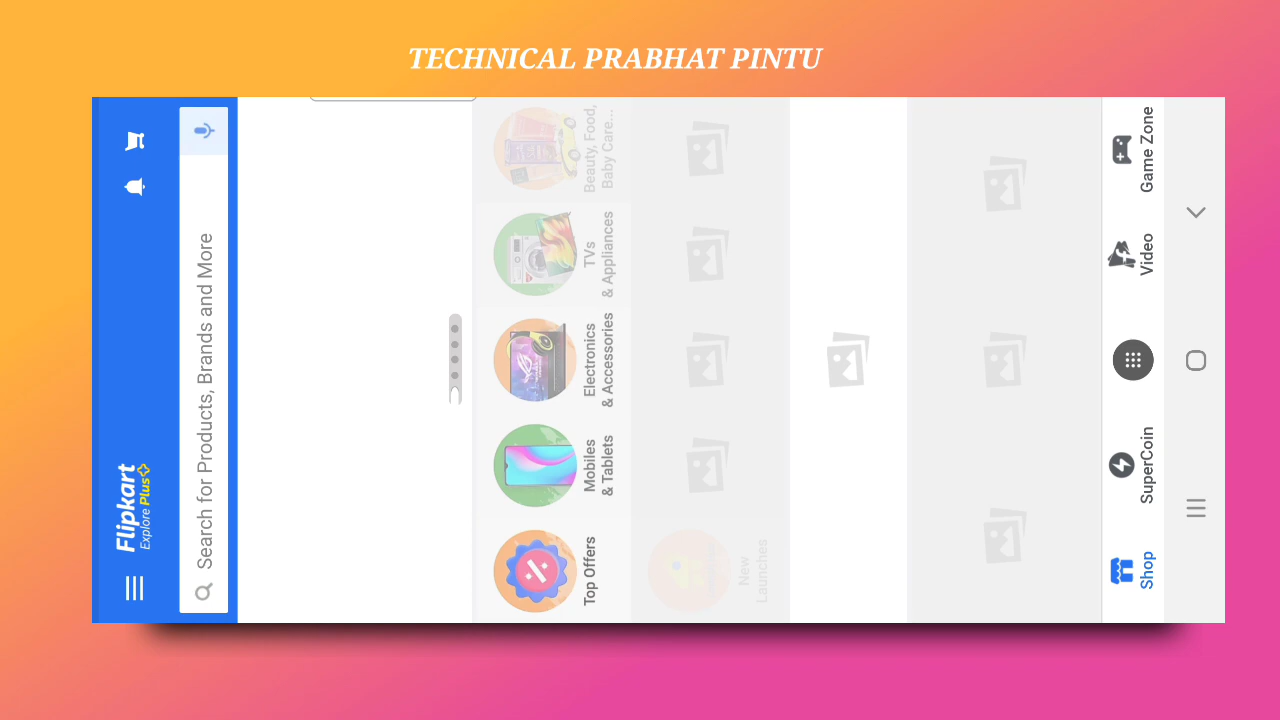 TECHNICAL PRABHAT PINTU
Flipkart
Explore Plus
Search for Products, Brands and More
Top Offers
Mobiles
& Tablets
Electronics
& Accessories
TVs
& Appliances
Beauty, Food,
Baby Care...
New
Launches
Shop
SuperCoin
Video
Game Zone